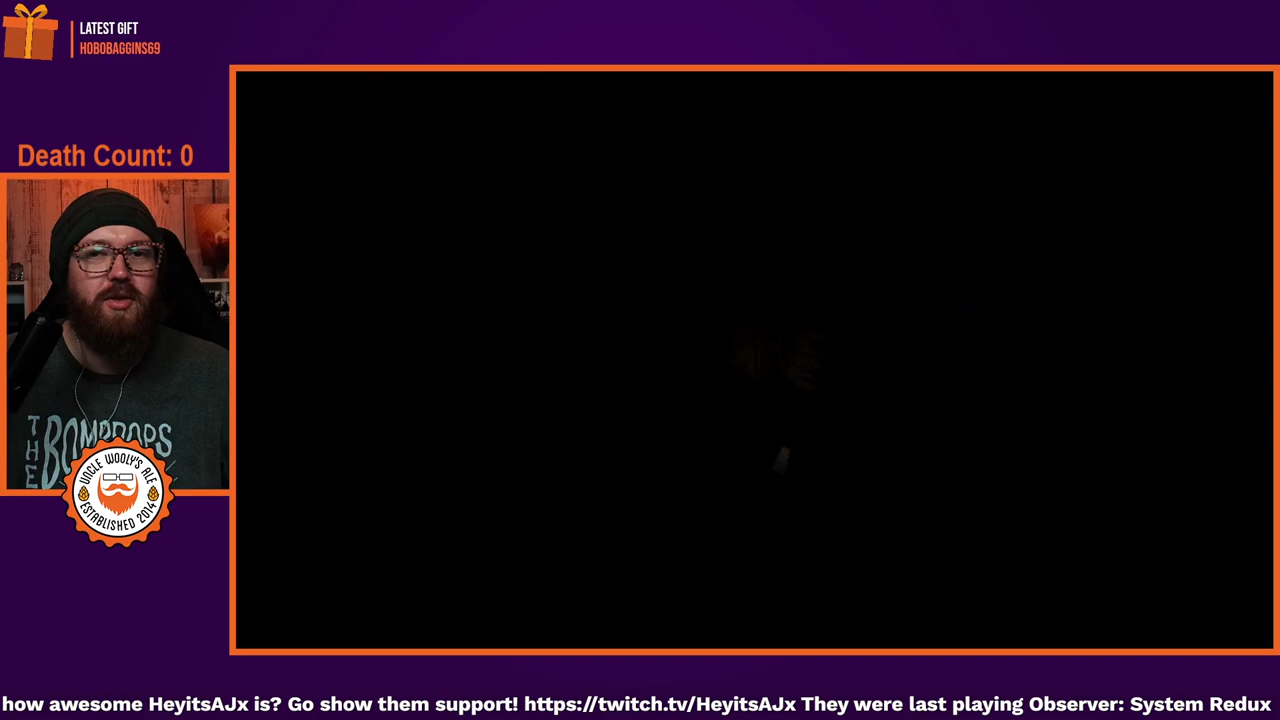 LATEST GIFT
HOBOBAGGINS69
Death Count: 0
THE BOMBDROPS
UNCLE WOOLY'S ALE
ESTABLISHED 2014
how awesome HeyitsAJx is? Go show them support! https://twitch.tv/HeyitsAJx They were last playing Observer: System Redux